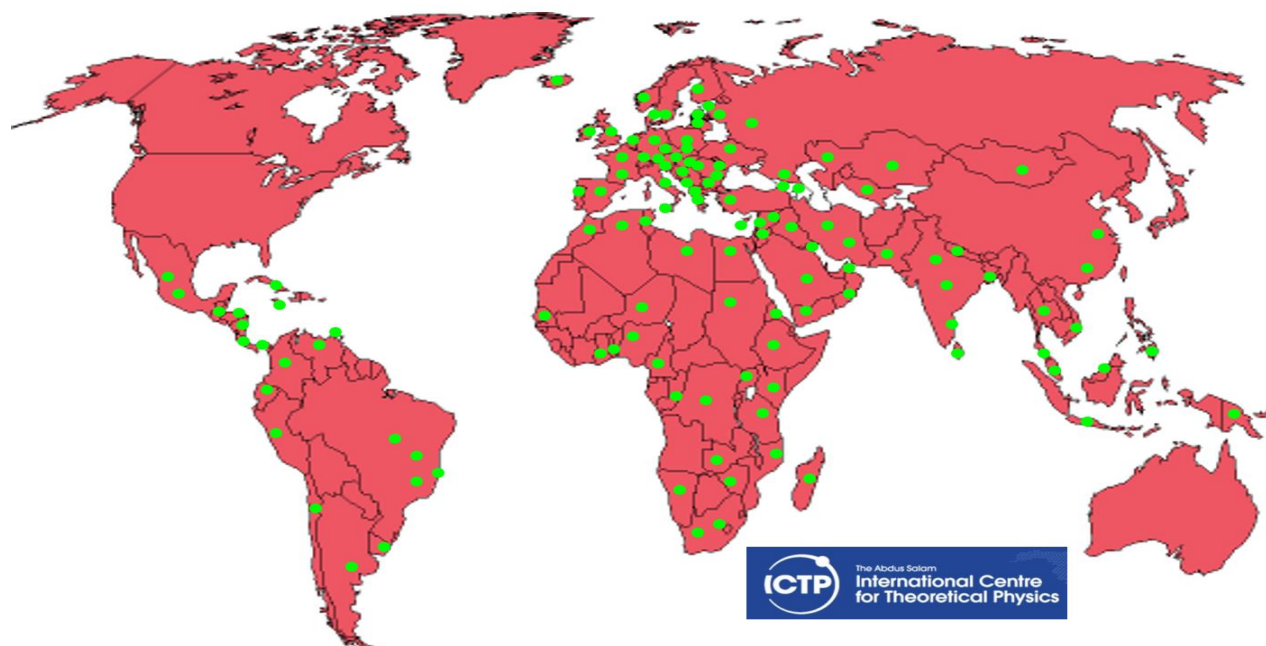 ICTP
The Abdus Salam
International Centre
for Theoretical Physics